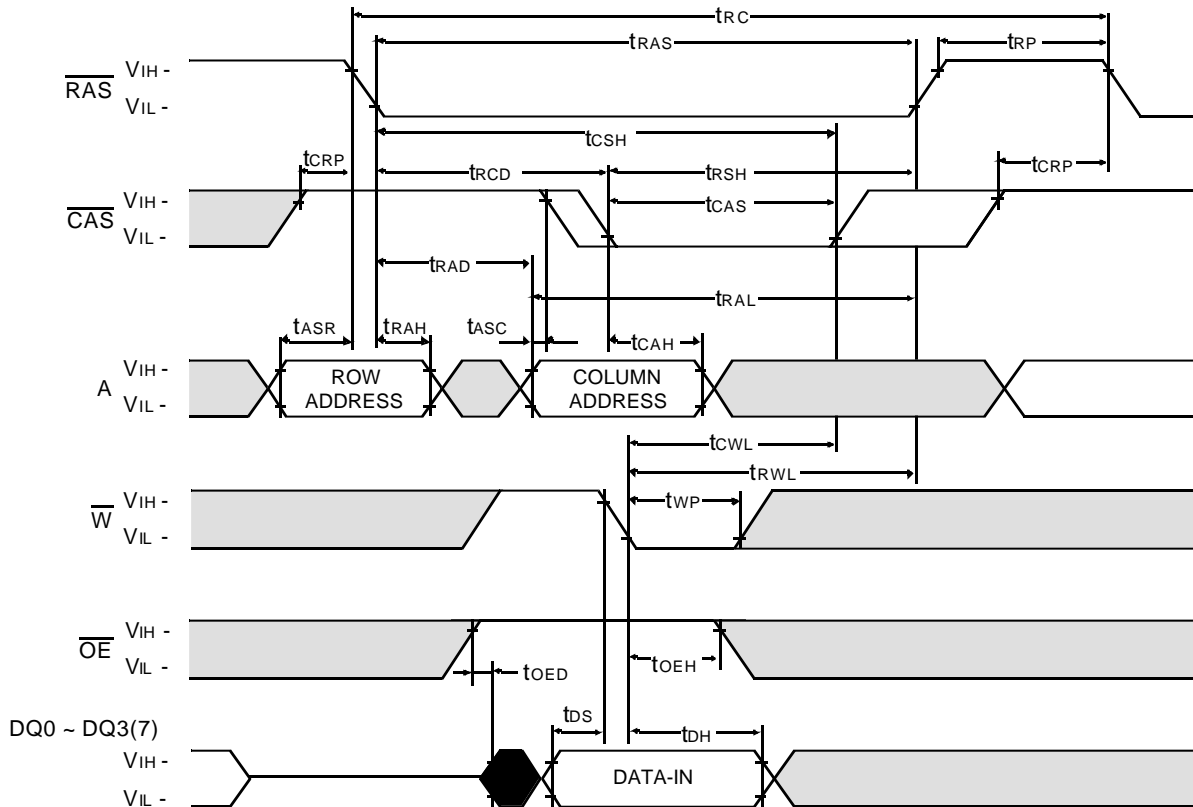 tRC
tRAS
tRP
RAS
VIH -
VIL -
tCSH
tCRP
tRCD
tRSH
tCRP
CAS
VIH -
VIL -
tCAS
tRAD
tRAL
tASR
tRAH
tASC
tCAH
A
VIH -
VIL -
ROW
ADDRESS
COLUMN
ADDRESS
tCWL
tRWL
W
VIH -
VIL -
tWP
OE
VIH -
VIL -
tOED
tOEH
DQ0 ~ DQ3(7)
tDS
tDH
VIH -
VIL -
DATA-IN